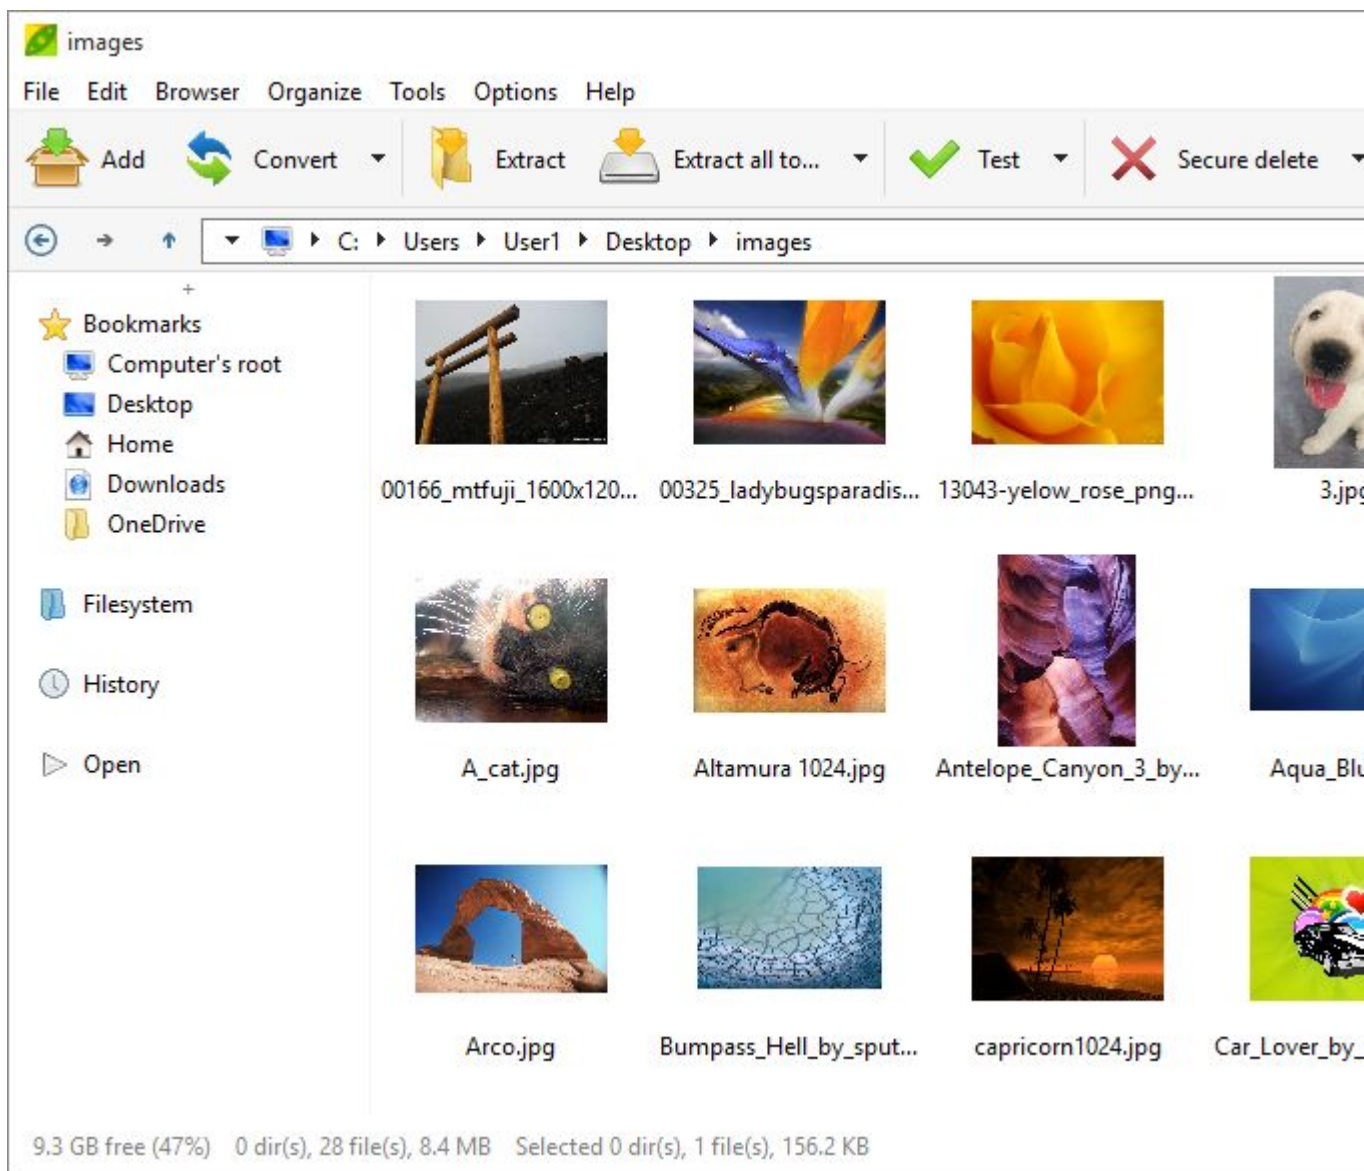 images
File Edit Browser Organize Tools Options Help
Add Convert Extract Extract all to... Test Secure delete
C: Users User1 Desktop images
Bookmarks
Computer's root
Desktop
Home
Downloads
OneDrive
Filesystem
History
Open
00166_mtfuji_1600x120... 00325_ladybugsparadis... 13043-yelow_rose_png... 3.jpg
A_cat.jpg Altamura 1024.jpg Antelope_Canyon_3_by... Aqua_Blu
Arco.jpg Bumpass_Hell_by_sput... capricorn1024.jpg Car_Lover_by_
9.3 GB free (47%) 0 dir(s), 28 file(s), 8.4 MB Selected 0 dir(s), 1 file(s), 156.2 KB